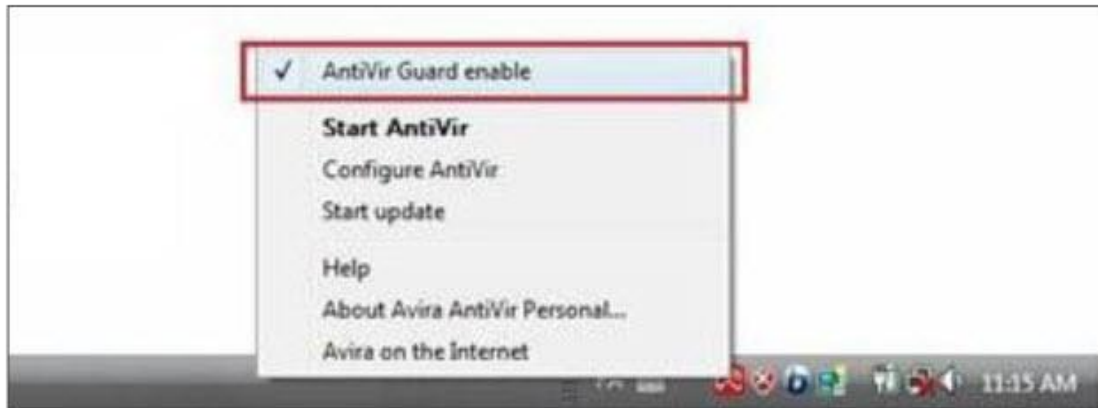 AntiVir Guard enable
Start AntiVir
Configure AntiVir
Start update
Help
About Avira AntiVir Personal...
Avira on the Internet
11:15 AM